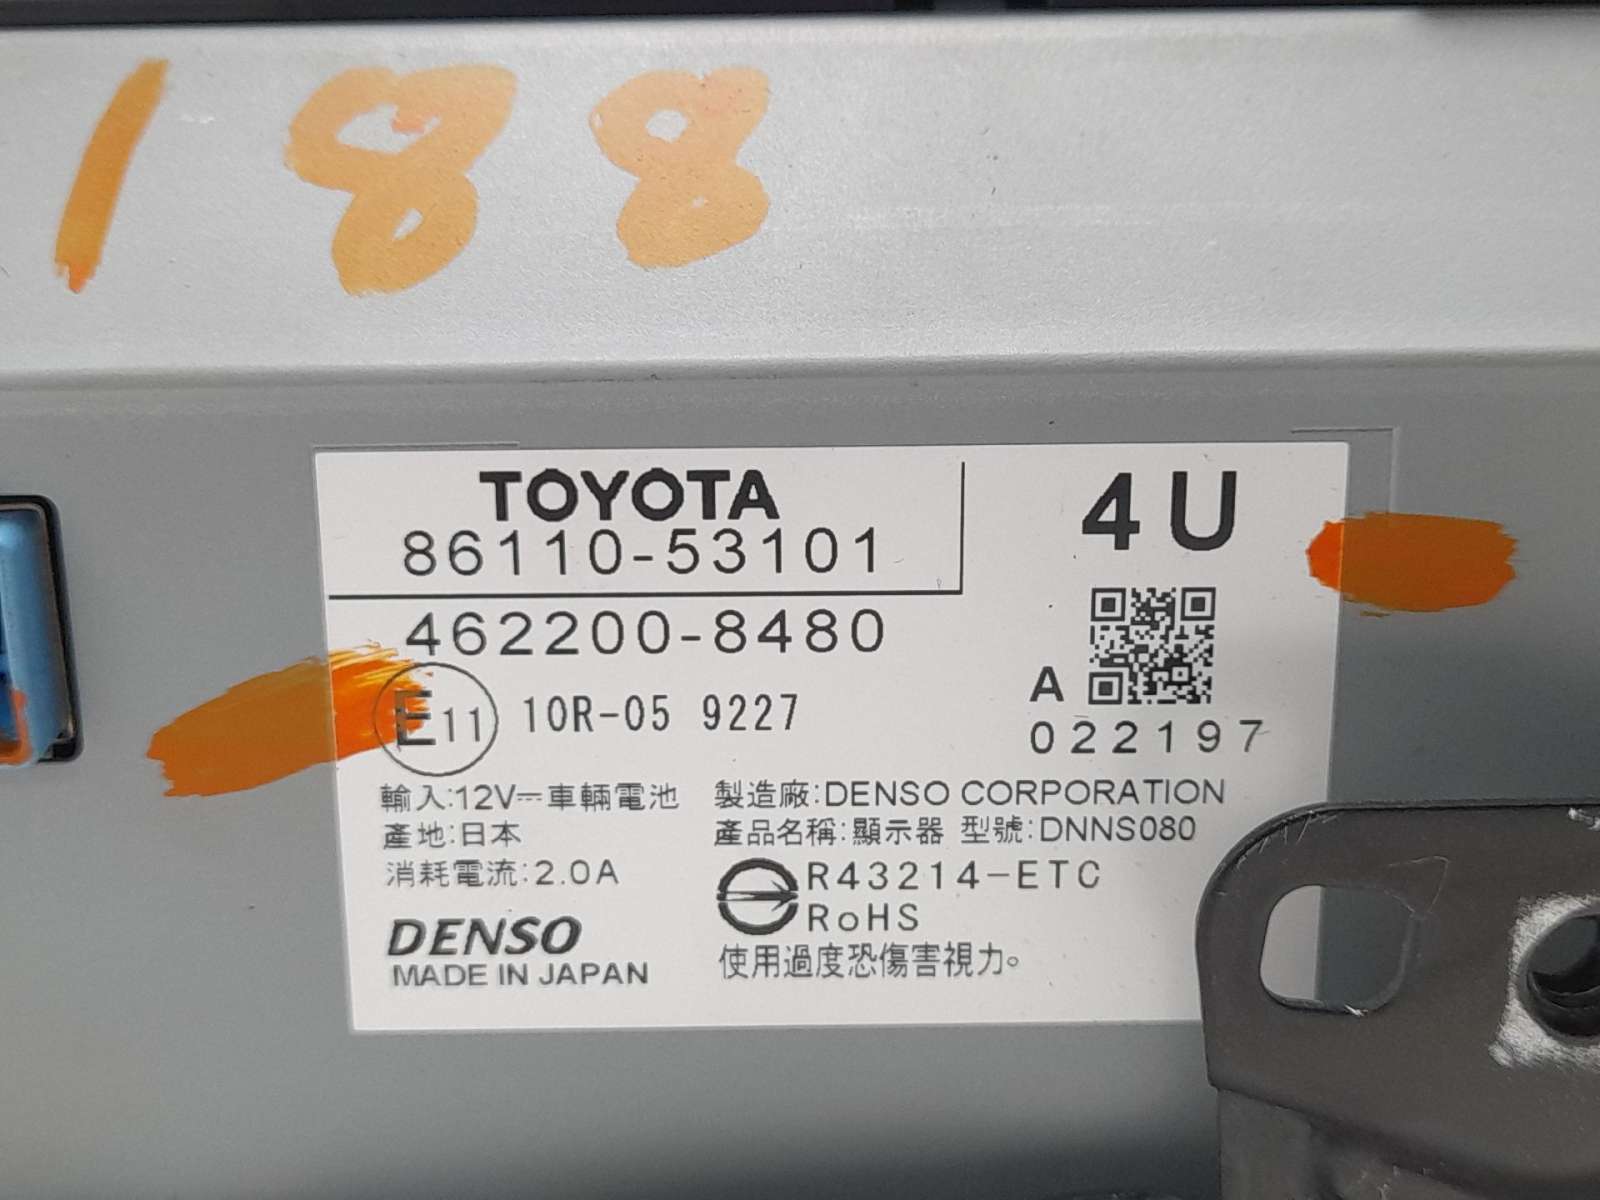 188
TOYOTA
86110-53101
4U
462200-8480
E11 10R-05 9227
A
022197
輸入:12V⎓車輛電池
產地:日本
消耗電流:2.0A
DENSO
MADE IN JAPAN
製造廠:DENSO CORPORATION
產品名稱:顯示器 型號:DNNS080
R43214-ETC
RoHS
使用過度恐傷害視力。